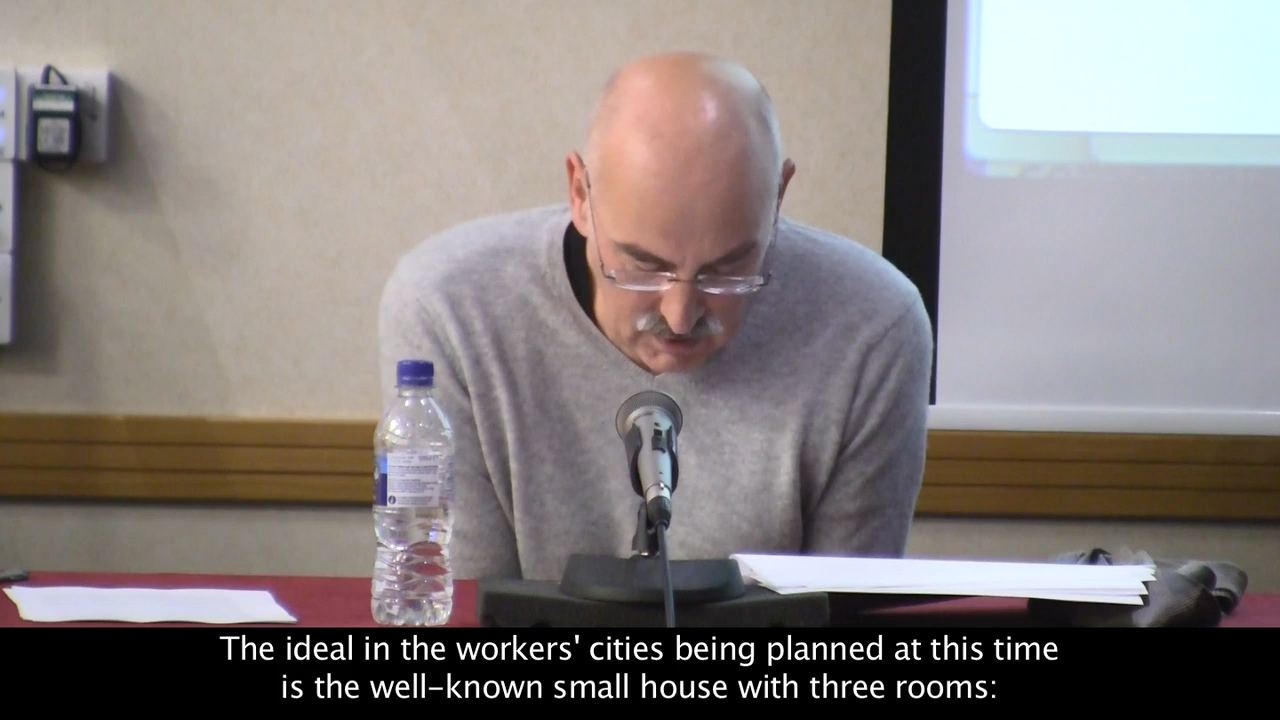 The ideal in the workers' cities being planned at this time
is the well-known small house with three rooms: